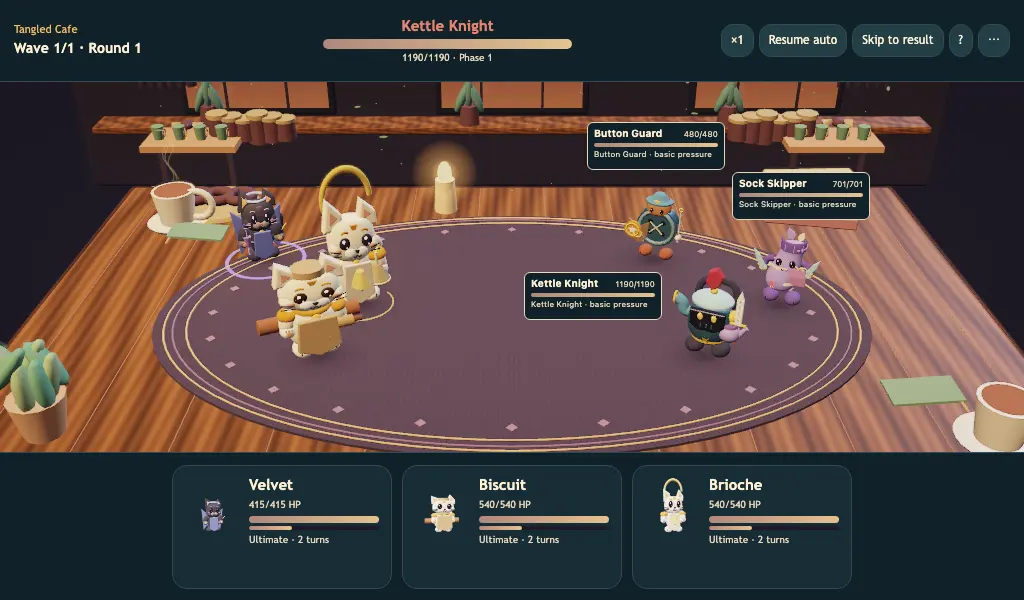 Tangled Cafe
Wave 1/1 · Round 1
Kettle Knight
1190/1190 · Phase 1
×1
Resume auto
Skip to result
?
...
Button Guard 480/480
Button Guard · basic pressure
Sock Skipper 701/701
Sock Skipper · basic pressure
Kettle Knight 1190/1190
Kettle Knight · basic pressure
Velvet
415/415 HP
Ultimate · 2 turns
Biscuit
540/540 HP
Ultimate · 2 turns
Brioche
540/540 HP
Ultimate · 2 turns